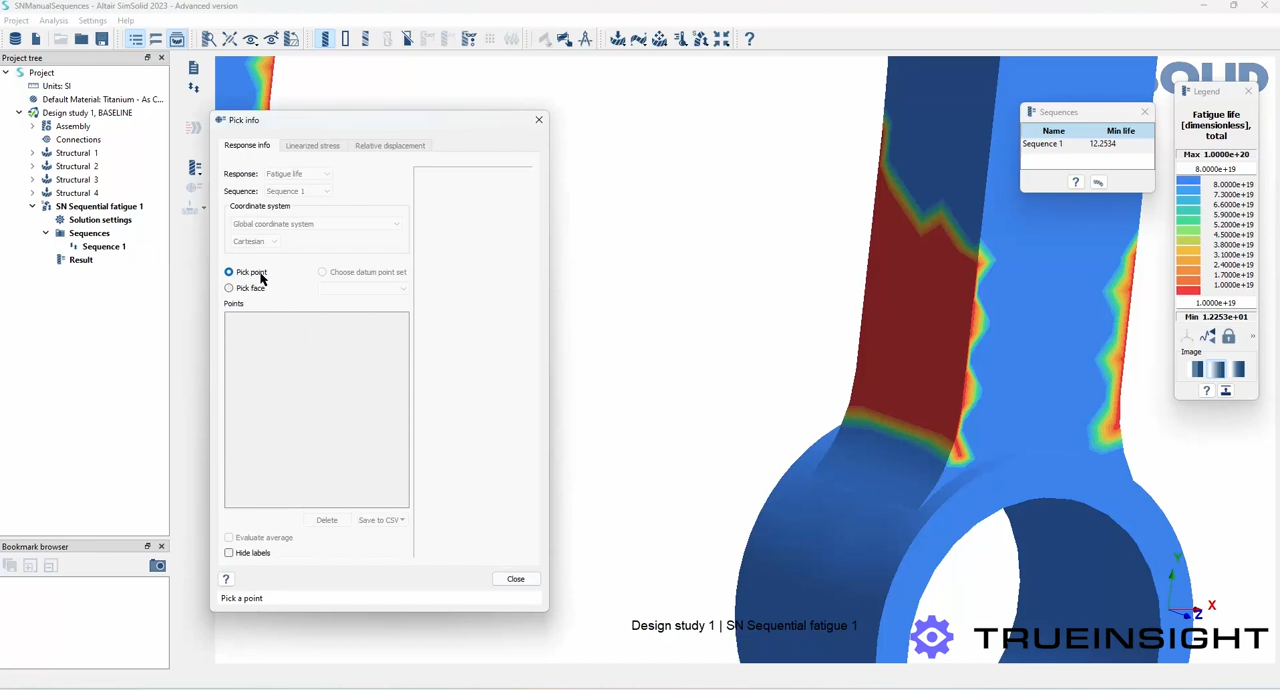 SNManualSequences - Altair SimSolid 2023 - Advanced version
Project Analysis Settings Help
Project tree
Project
Units: SI
Default Material: Titanium - As C...
Design study 1, BASELINE
Assembly
Connections
Structural 1
Structural 2
Structural 3
Structural 4
SN Sequential fatigue 1
Solution settings
Sequences
Sequence 1
Result
Bookmark browser
Pick info
Response info Linearized stress Relative displacement
Response: Fatigue life
Sequence: Sequence 1
Coordinate system
Global coordinate system
Cartesian
Pick point Choose datum point set
Pick face
Points
Delete Save to CSV
Evaluate average
Hide labels
?
Close
Pick a point
Sequences
Name Min life
Sequence 1 12.2534
?
OLID
Legend
Fatigue life
[dimensionless],
total
Max 1.0000e+20
8.0000e+19
8.0000e+19
7.3000e+19
6.6000e+19
5.9000e+19
5.2000e+19
4.5000e+19
3.8000e+19
3.1000e+19
2.4000e+19
1.7000e+19
1.0000e+19
1.0000e+19
Min 1.2253e+01
Image
?
Y
X
Z
Design study 1 | SN Sequential fatigue 1
TRUEINSIGHT